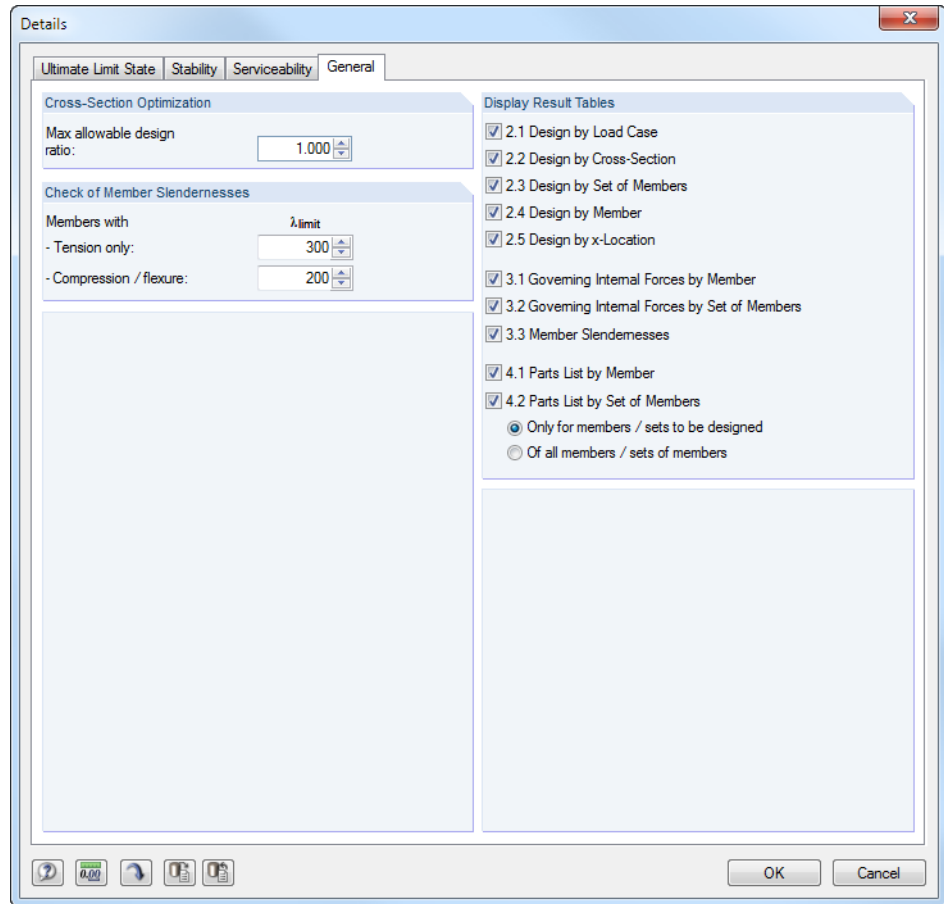 Details
Ultimate Limit State
Stability
Serviceability
General
Cross-Section Optimization
Max allowable design
ratio:
1.000
Check of Member Slendernesses
Members with
λlimit
- Tension only:
300
- Compression / flexure:
200
Display Result Tables
2.1 Design by Load Case
2.2 Design by Cross-Section
2.3 Design by Set of Members
2.4 Design by Member
2.5 Design by x-Location
3.1 Governing Internal Forces by Member
3.2 Governing Internal Forces by Set of Members
3.3 Member Slendernesses
4.1 Parts List by Member
4.2 Parts List by Set of Members
Only for members / sets to be designed
Of all members / sets of members
0.00
OK
Cancel